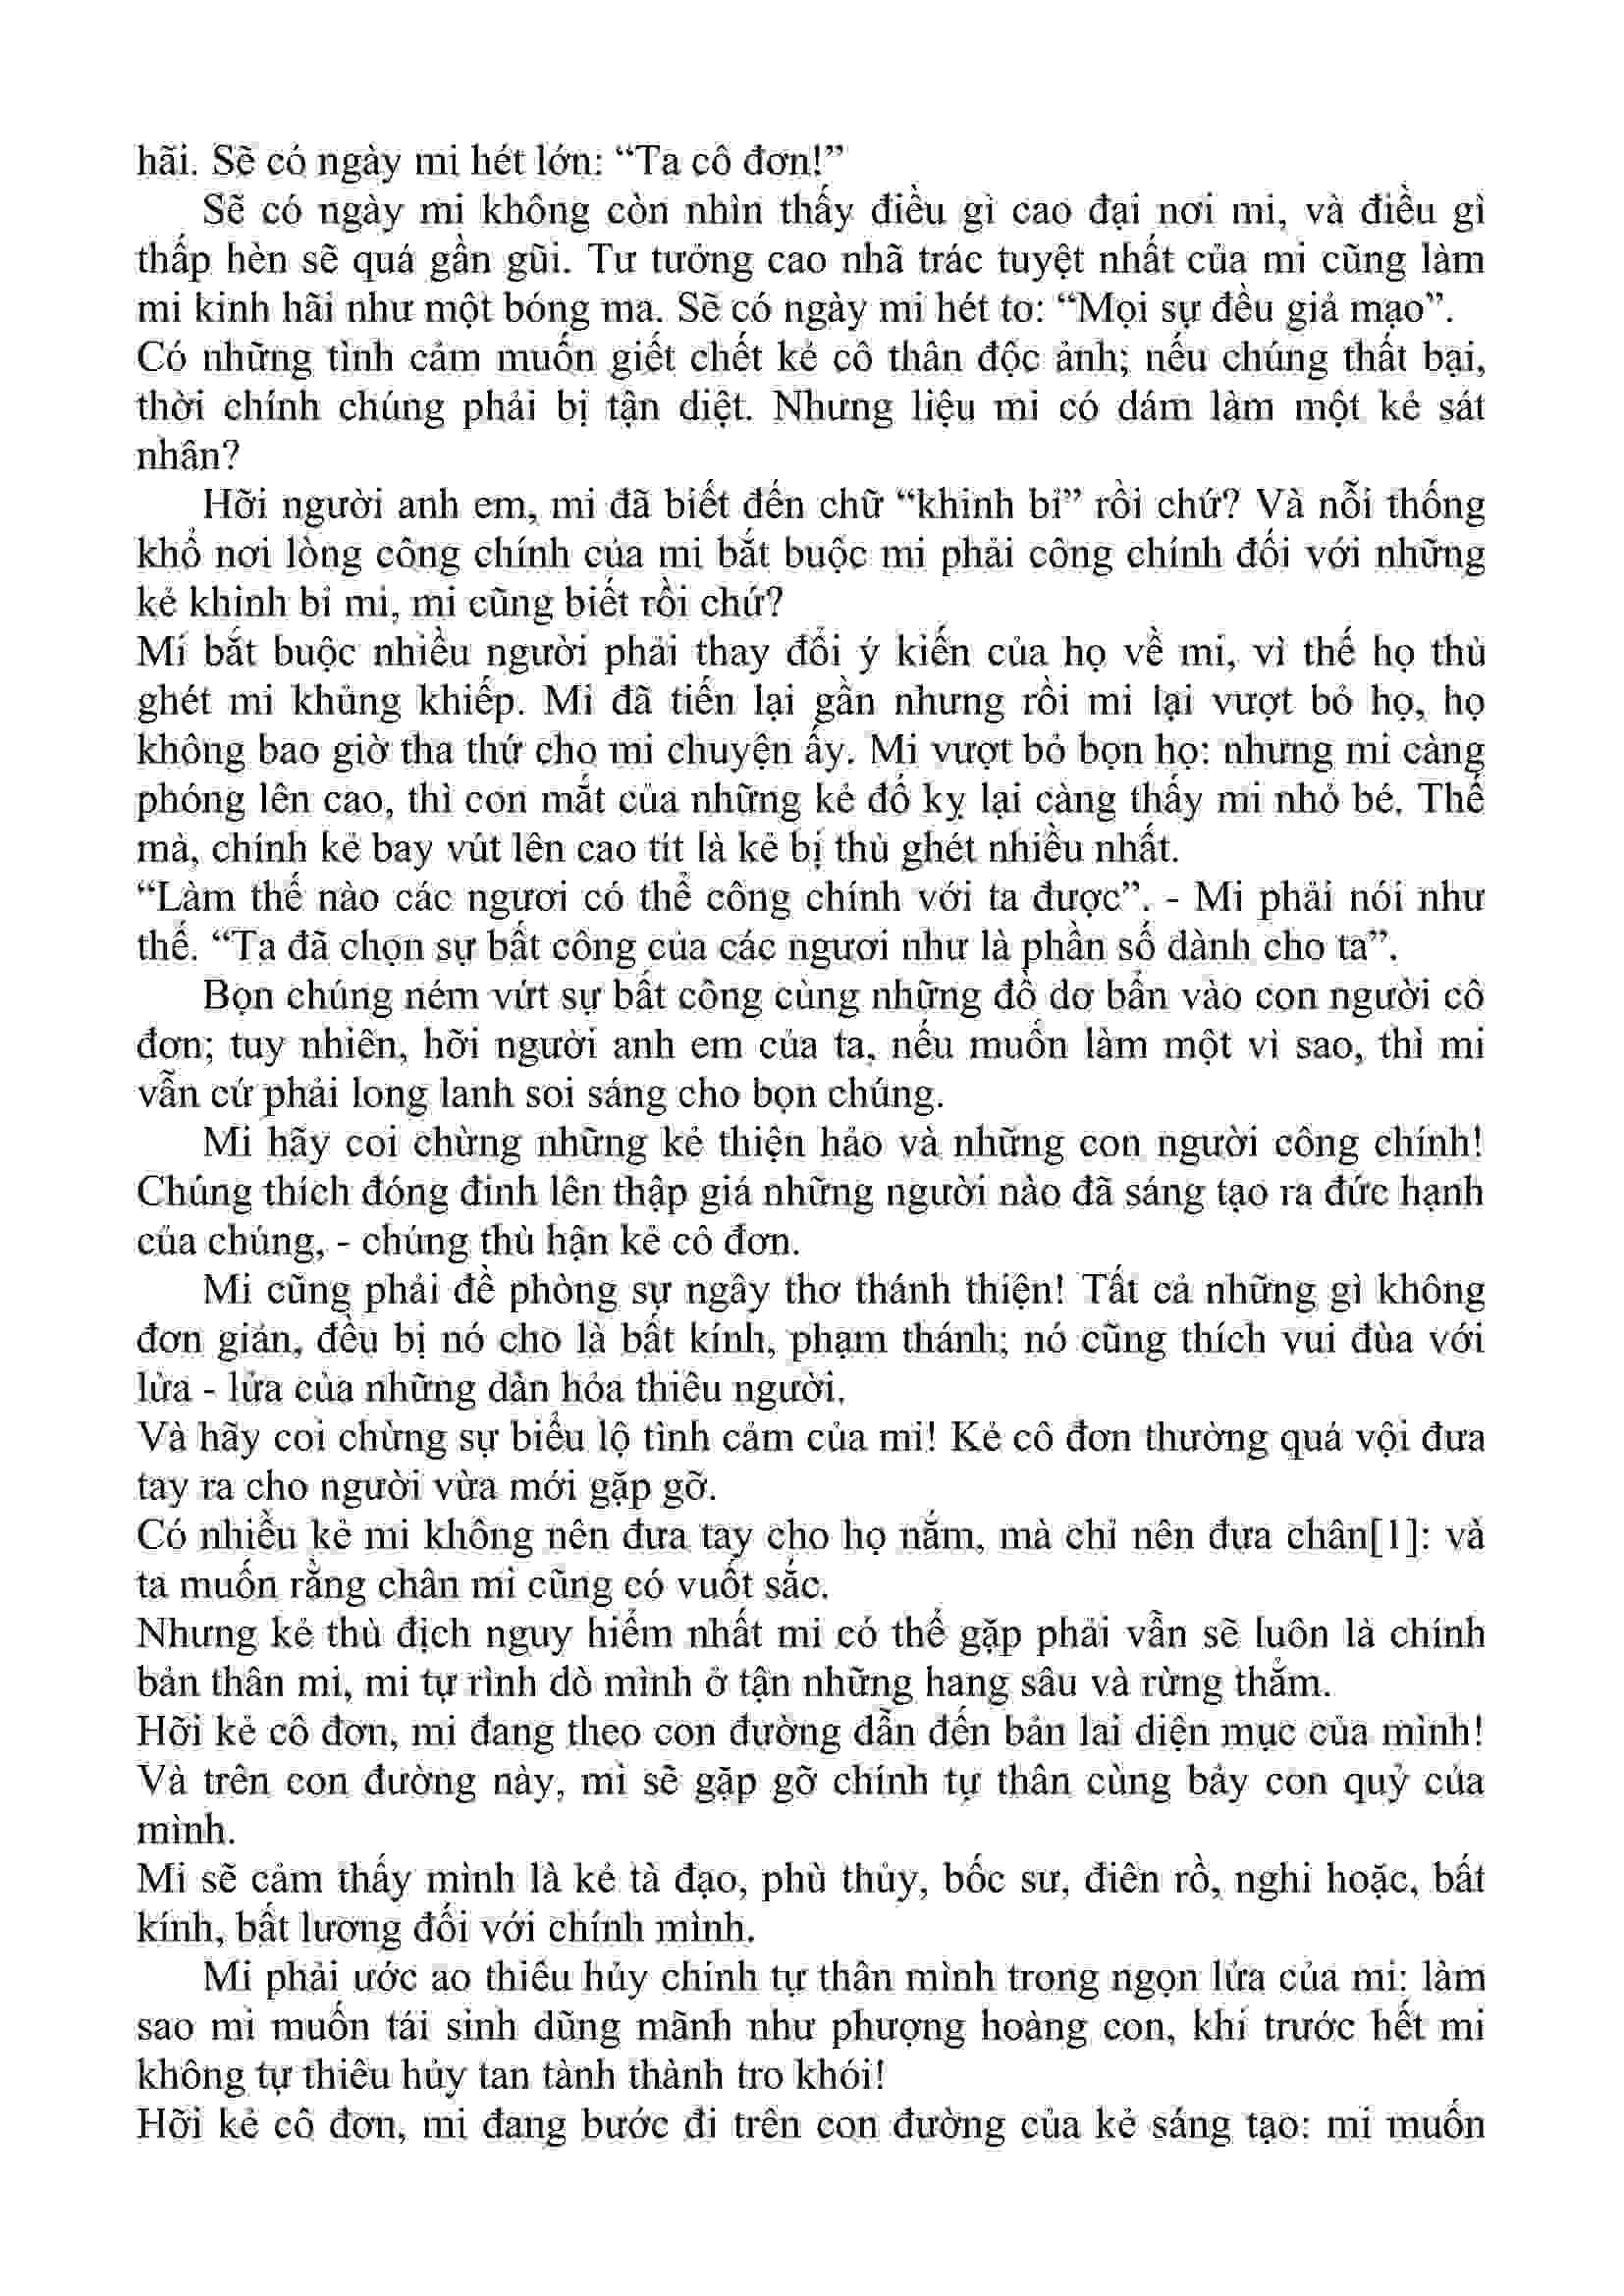 hãi. Sẽ có ngày mi hét lớn: “Ta cô đơn!”
Sẽ có ngày mi không còn nhìn thấy điều gì cao đại nơi mi, và điều gì
thấp hèn sẽ quá gần gũi. Tư tưởng cao nhã trác tuyệt nhất của mi cũng làm
mi kinh hãi như một bóng ma. Sẽ có ngày mi hét to: “Mọi sự đều giả mạo”.
Có những tình cảm muốn giết chết kẻ cô thân độc ảnh; nếu chúng thất bại,
thời chính chúng phải bị tận diệt. Nhưng liệu mi có dám làm một kẻ sát
nhân?
Hỡi người anh em, mi đã biết đến chữ “khinh bỉ” rồi chứ? Và nỗi thống
khổ nơi lòng công chính của mi bắt buộc mi phải công chính đối với những
kẻ khinh bỉ mi, mi cũng biết rồi chứ?
Mi bắt buộc nhiều người phải thay đổi ý kiến của họ về mi, vì thế họ thù
ghét mi khủng khiếp. Mi đã tiến lại gần nhưng rồi mi lại vượt bỏ họ, họ
không bao giờ tha thứ cho mi chuyện ấy. Mi vượt bỏ bọn họ: nhưng mi càng
phóng lên cao, thì con mắt của những kẻ đố kỵ lại càng thấy mi nhỏ bé. Thế
mà, chính kẻ bay vút lên cao tít là kẻ bị thù ghét nhiều nhất.
“Làm thế nào các ngươi có thể công chính với ta được”. - Mi phải nói như
thế. “Ta đã chọn sự bất công của các ngươi như là phần số dành cho ta”.
Bọn chúng ném vứt sự bất công cùng những đồ dơ bẩn vào con người cô
đơn; tuy nhiên, hỡi người anh em của ta, nếu muốn làm một vì sao, thì mi
vẫn cứ phải long lanh soi sáng cho bọn chúng.
Mi hãy coi chừng những kẻ thiện hảo và những con người công chính!
Chúng thích đóng đinh lên thập giá những người nào đã sáng tạo ra đức hạnh
của chúng, - chúng thù hận kẻ cô đơn.
Mi cũng phải đề phòng sự ngây thơ thánh thiện! Tất cả những gì không
đơn giản, đều bị nó cho là bất kính, phạm thánh; nó cũng thích vui đùa với
lửa - lửa của những dàn hỏa thiêu người.
Và hãy coi chừng sự biểu lộ tình cảm của mi! Kẻ cô đơn thường quá vội đưa
tay ra cho người vừa mới gặp gỡ.
Có nhiều kẻ mi không nên đưa tay cho họ nắm, mà chỉ nên đưa chân[1]: và
ta muốn rằng chân mi cũng có vuốt sắc.
Nhưng kẻ thù địch nguy hiểm nhất mi có thể gặp phải vẫn sẽ luôn là chính
bản thân mi, mi tự rình dò mình ở tận những hang sâu và rừng thẳm.
Hỡi kẻ cô đơn, mi đang theo con đường dẫn đến bản lai diện mục của mình!
Và trên con đường này, mi sẽ gặp gỡ chính tự thân cùng bảy con quỷ của
mình.
Mi sẽ cảm thấy mình là kẻ tà đạo, phù thủy, bốc sư, điên rồ, nghi hoặc, bất
kính, bất lương đối với chính mình.
Mi phải ước ao thiêu hủy chính tự thân mình trong ngọn lửa của mi: làm
sao mi muốn tái sinh dũng mãnh như phượng hoàng con, khi trước hết mi
không tự thiêu hủy tan tành thành tro khói!
Hỡi kẻ cô đơn, mi đang bước đi trên con đường của kẻ sáng tạo: mi muốn